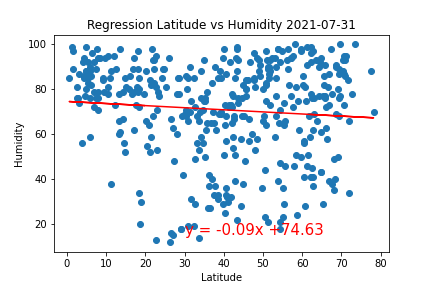 Regression Latitude vs Humidity 2021-07-31
100
80
60
40
20
Humidity
y = -0.09x +74.63
0 10 20 30 40 50 60 70 80
Latitude